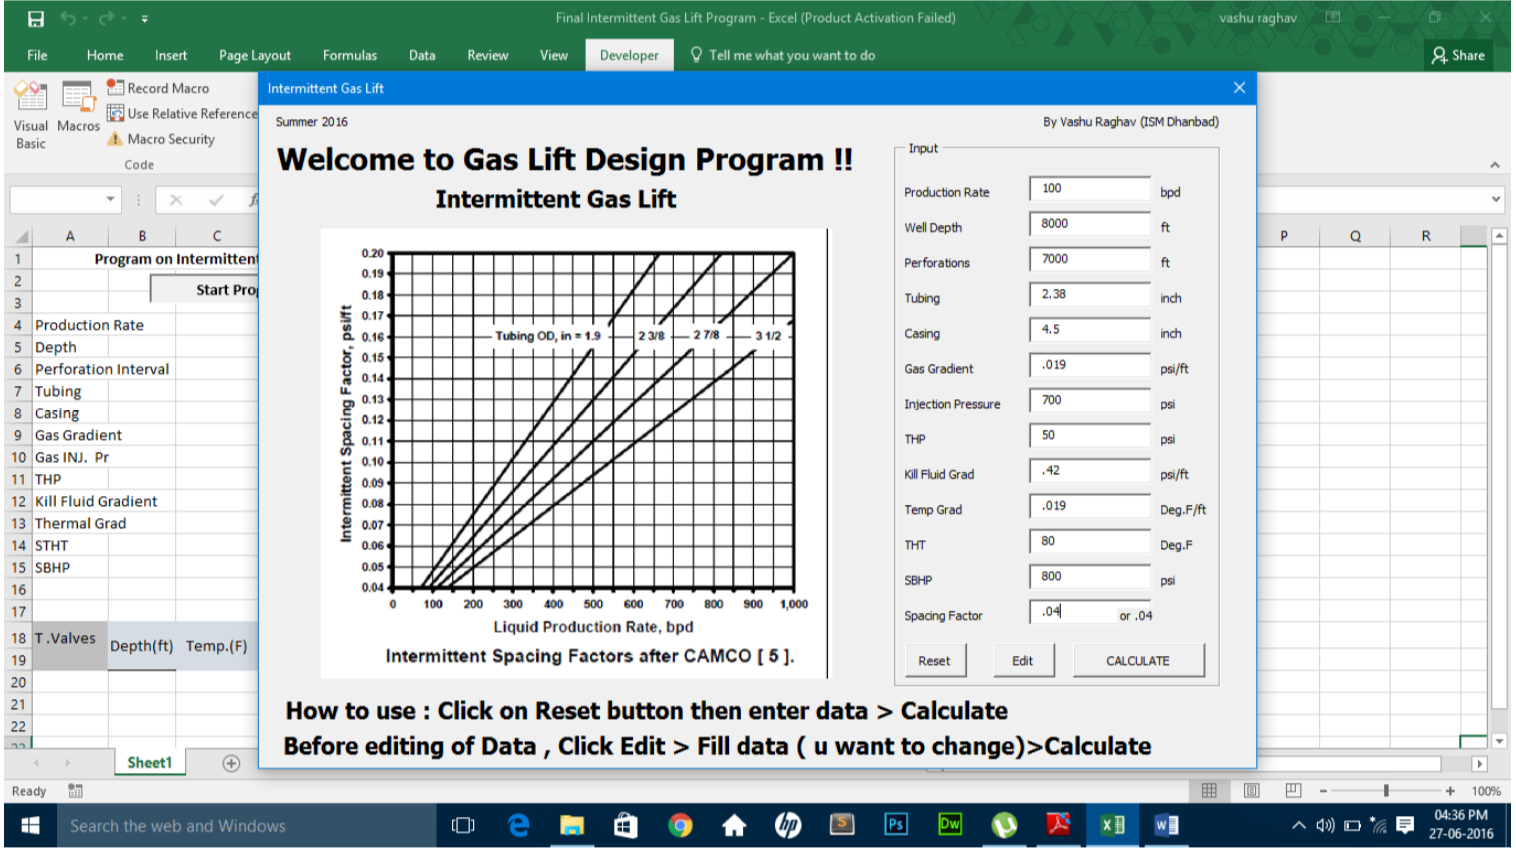 Final Intermittent Gas Lift Program - Excel (Product Activation Failed)
vashu raghav
File Home Insert Page Layout Formulas Data Review View Developer Tell me what you want to do
Share
Visual Basic
Macros
Record Macro
Use Relative Reference
Macro Security
Code
A B C P Q R
1 Program on Intermittent
2 Start Pro
3
4 Production Rate
5 Depth
6 Perforation Interval
7 Tubing
8 Casing
9 Gas Gradient
10 Gas INJ. Pr
11 THP
12 Kill Fluid Gradient
13 Thermal Grad
14 STHT
15 SBHP
16
17
18 T .Valves Depth(ft) Temp.(F)
19
20
21
22
Intermittent Gas Lift
Summer 2016
By Vashu Raghav (ISM Dhanbad)
Welcome to Gas Lift Design Program !!
Intermittent Gas Lift
Intermittent Spacing Factor, psi/ft
0.20
0.19
0.18
0.17
0.16
0.15
0.14
0.13
0.12
0.11
0.10
0.09
0.08
0.07
0.06
0.05
0.04
Tubing OD, in = 1.9 2 3/8 2 7/8 3 1/2
0 100 200 300 400 500 600 700 800 900 1,000
Liquid Production Rate, bpd
Intermittent Spacing Factors after CAMCO [ 5 ].
Input
Production Rate 100 bpd
Well Depth 8000 ft
Perforations 7000 ft
Tubing 2.38 inch
Casing 4.5 inch
Gas Gradient .019 psi/ft
Injection Pressure 700 psi
THP 50 psi
Kill Fluid Grad .42 psi/ft
Temp Grad .019 Deg.F/ft
THT 80 Deg.F
SBHP 800 psi
Spacing Factor .04 or .04
Reset Edit CALCULATE
How to use : Click on Reset button then enter data > Calculate
Before editing of Data , Click Edit > Fill data ( u want to change)>Calculate
Sheet1
Ready
100%
Search the web and Windows
hp
S
Ps
Dw
04:36 PM
27-06-2016